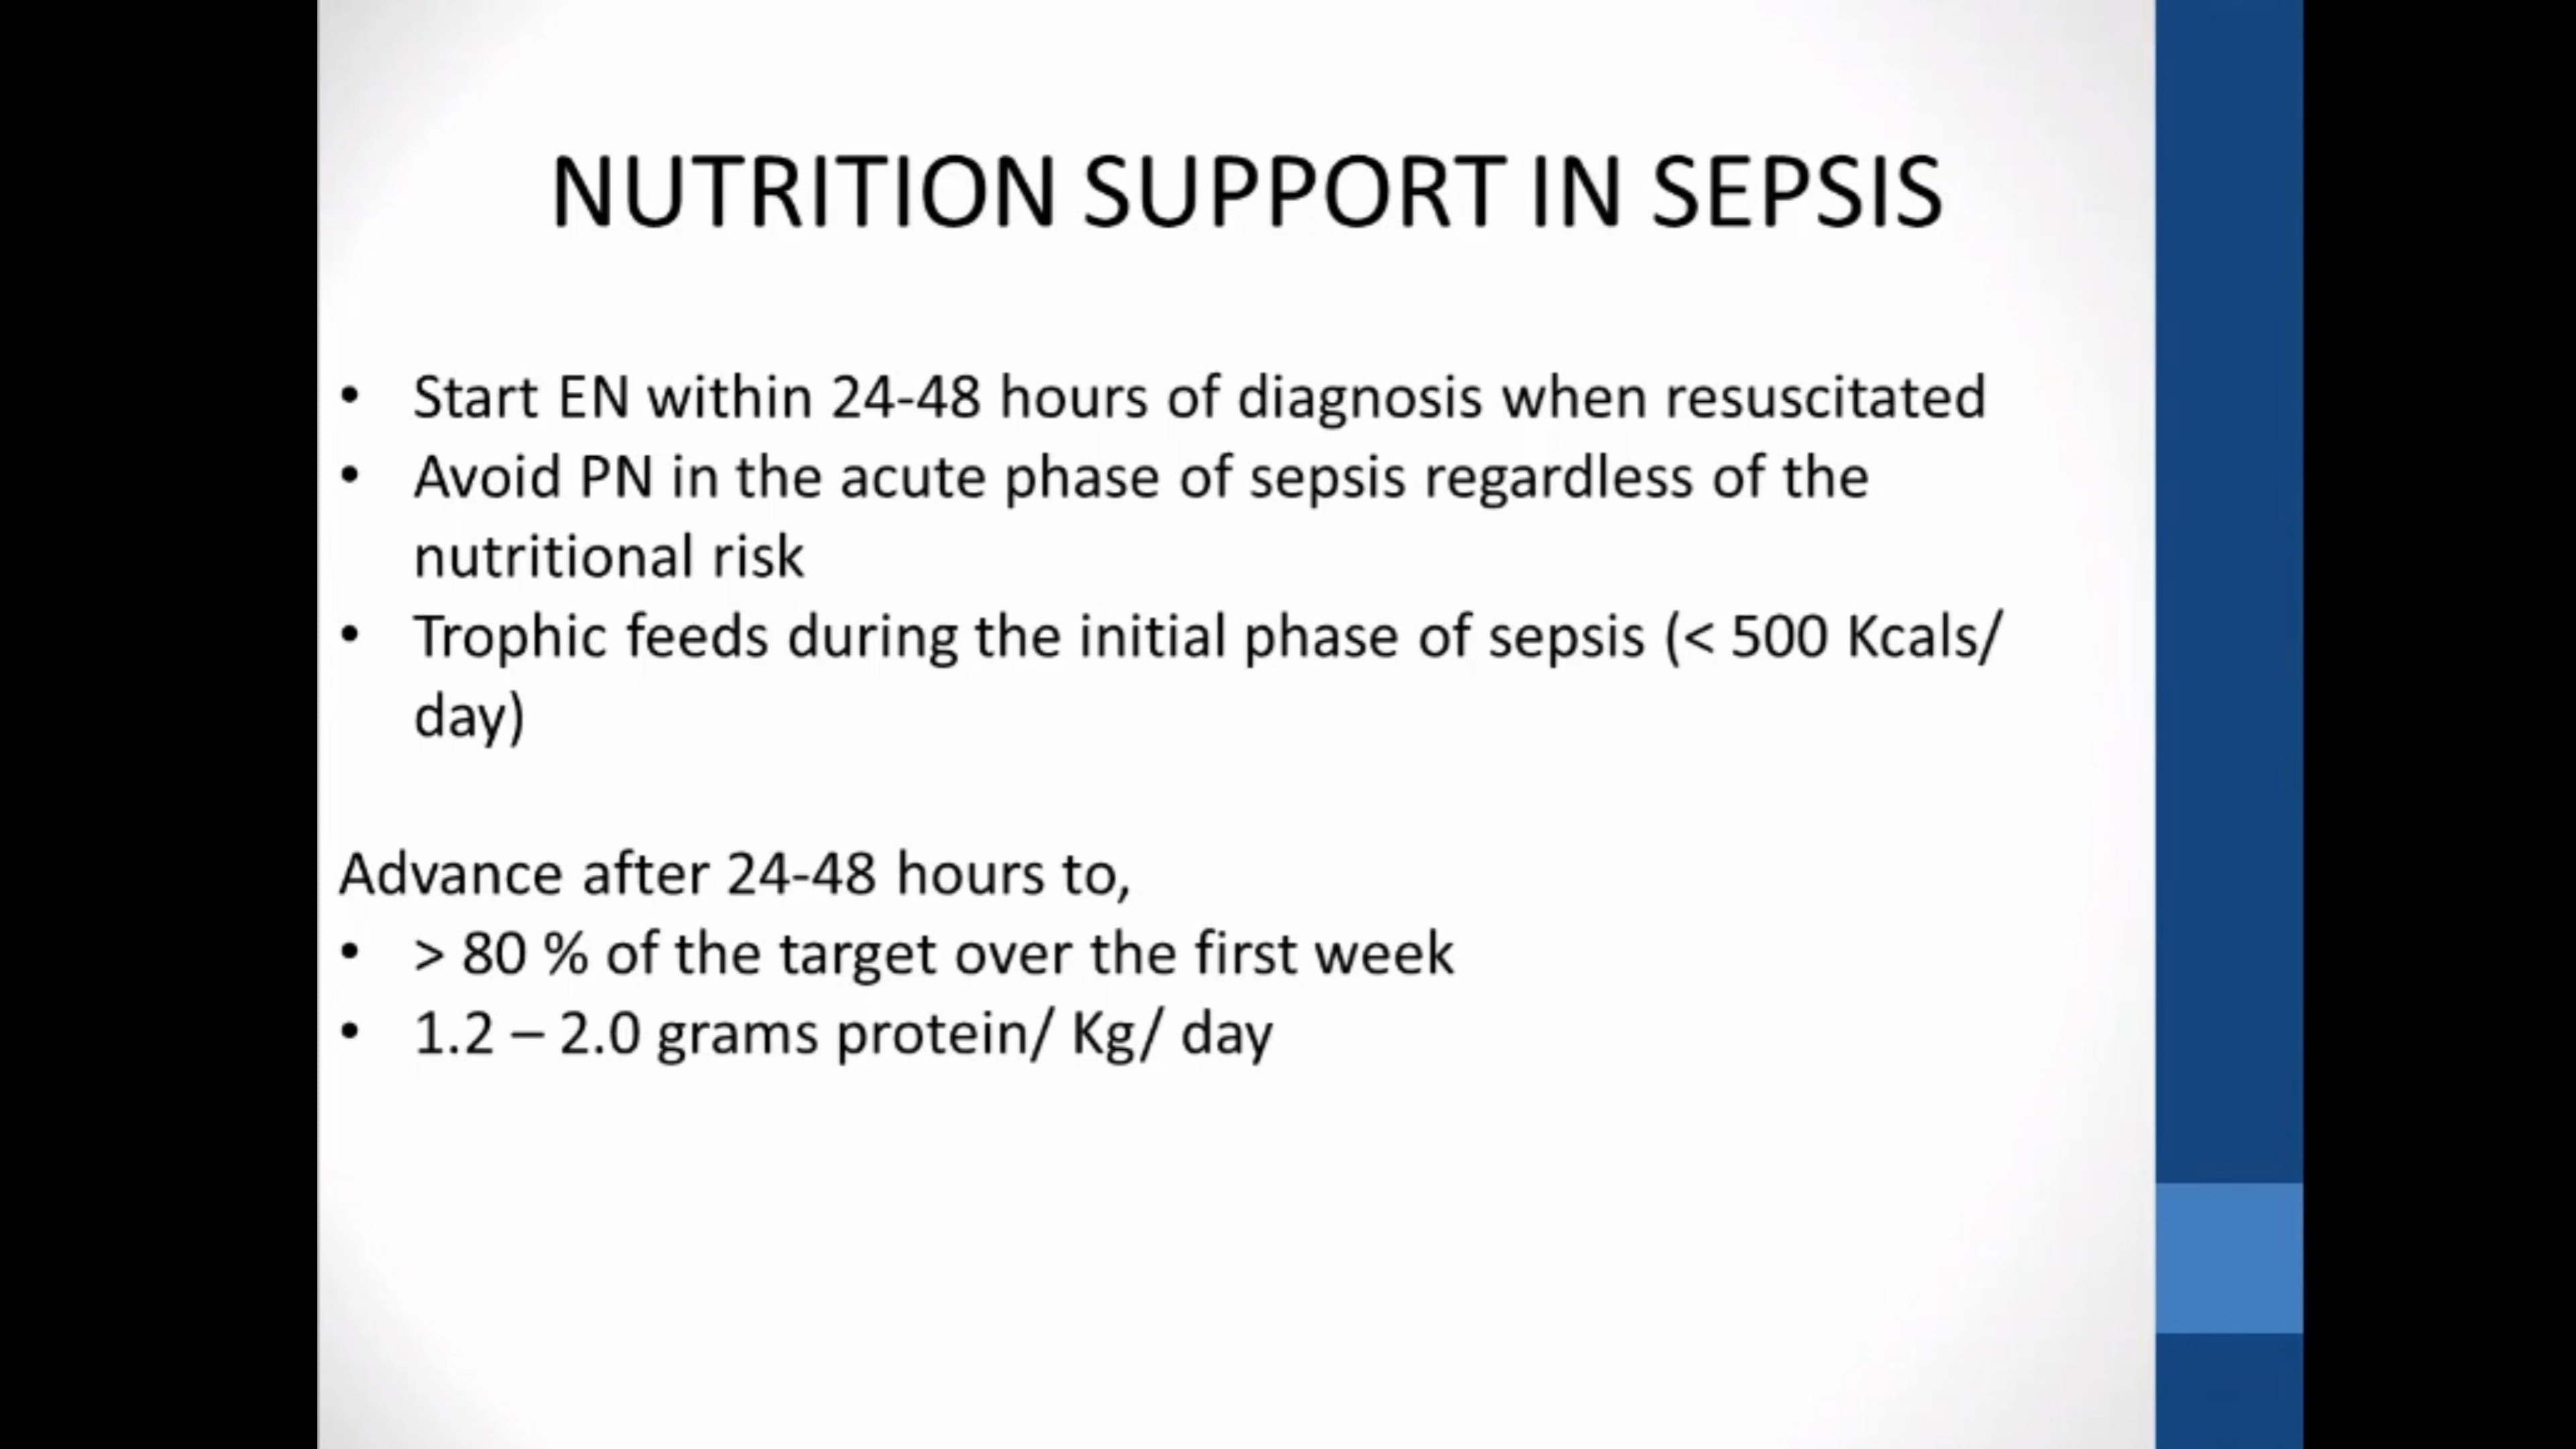 NUTRITION SUPPORT IN SEPSIS
• Start EN within 24-48 hours of diagnosis when resuscitated
• Avoid PN in the acute phase of sepsis regardless of the
nutritional risk
• Trophic feeds during the initial phase of sepsis (< 500 Kcals/
day)
Advance after 24-48 hours to,
• > 80 % of the target over the first week
• 1.2 – 2.0 grams protein/ Kg/ day